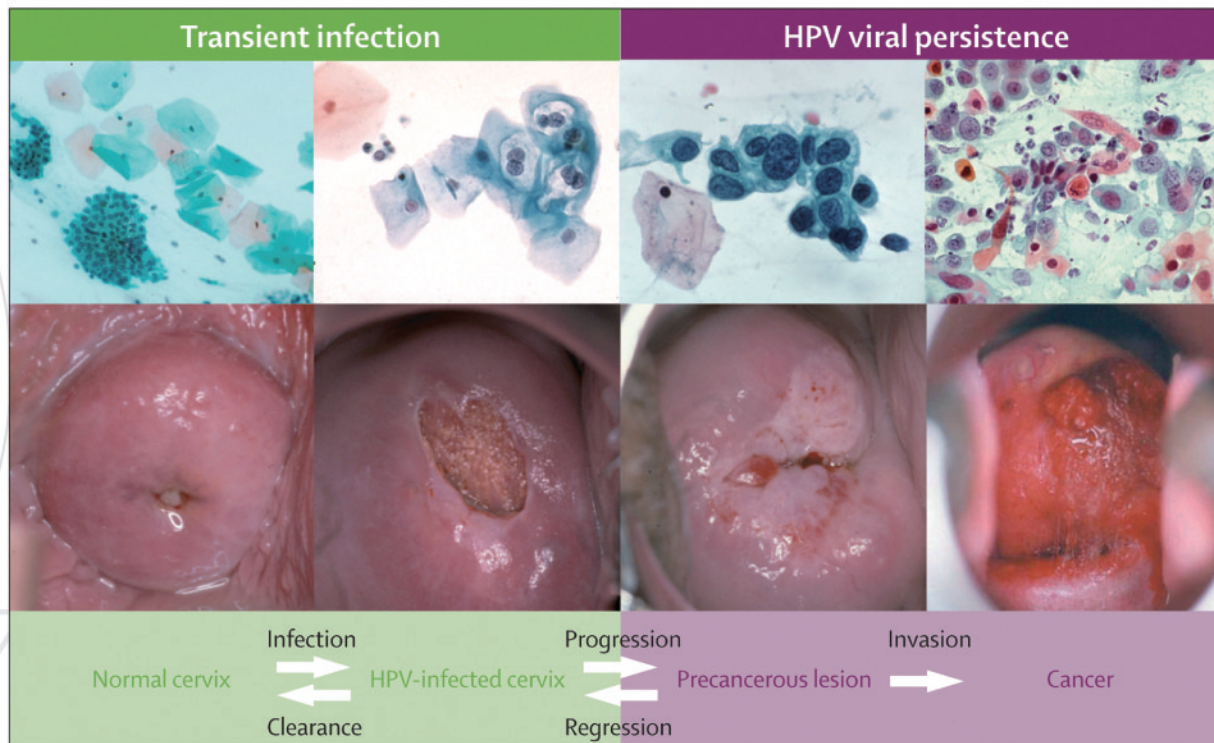 Transient infection
HPV viral persistence
Infection
Progression
Invasion
Normal cervix
HPV-infected cervix
Precancerous lesion
Cancer
Clearance
Regression